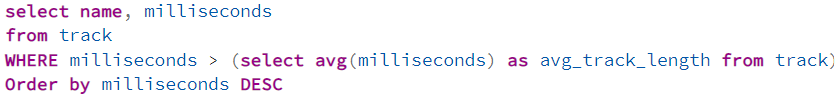 select name, milliseconds
from track
WHERE milliseconds > (select avg(milliseconds) as avg_track_length from track)
Order by milliseconds DESC